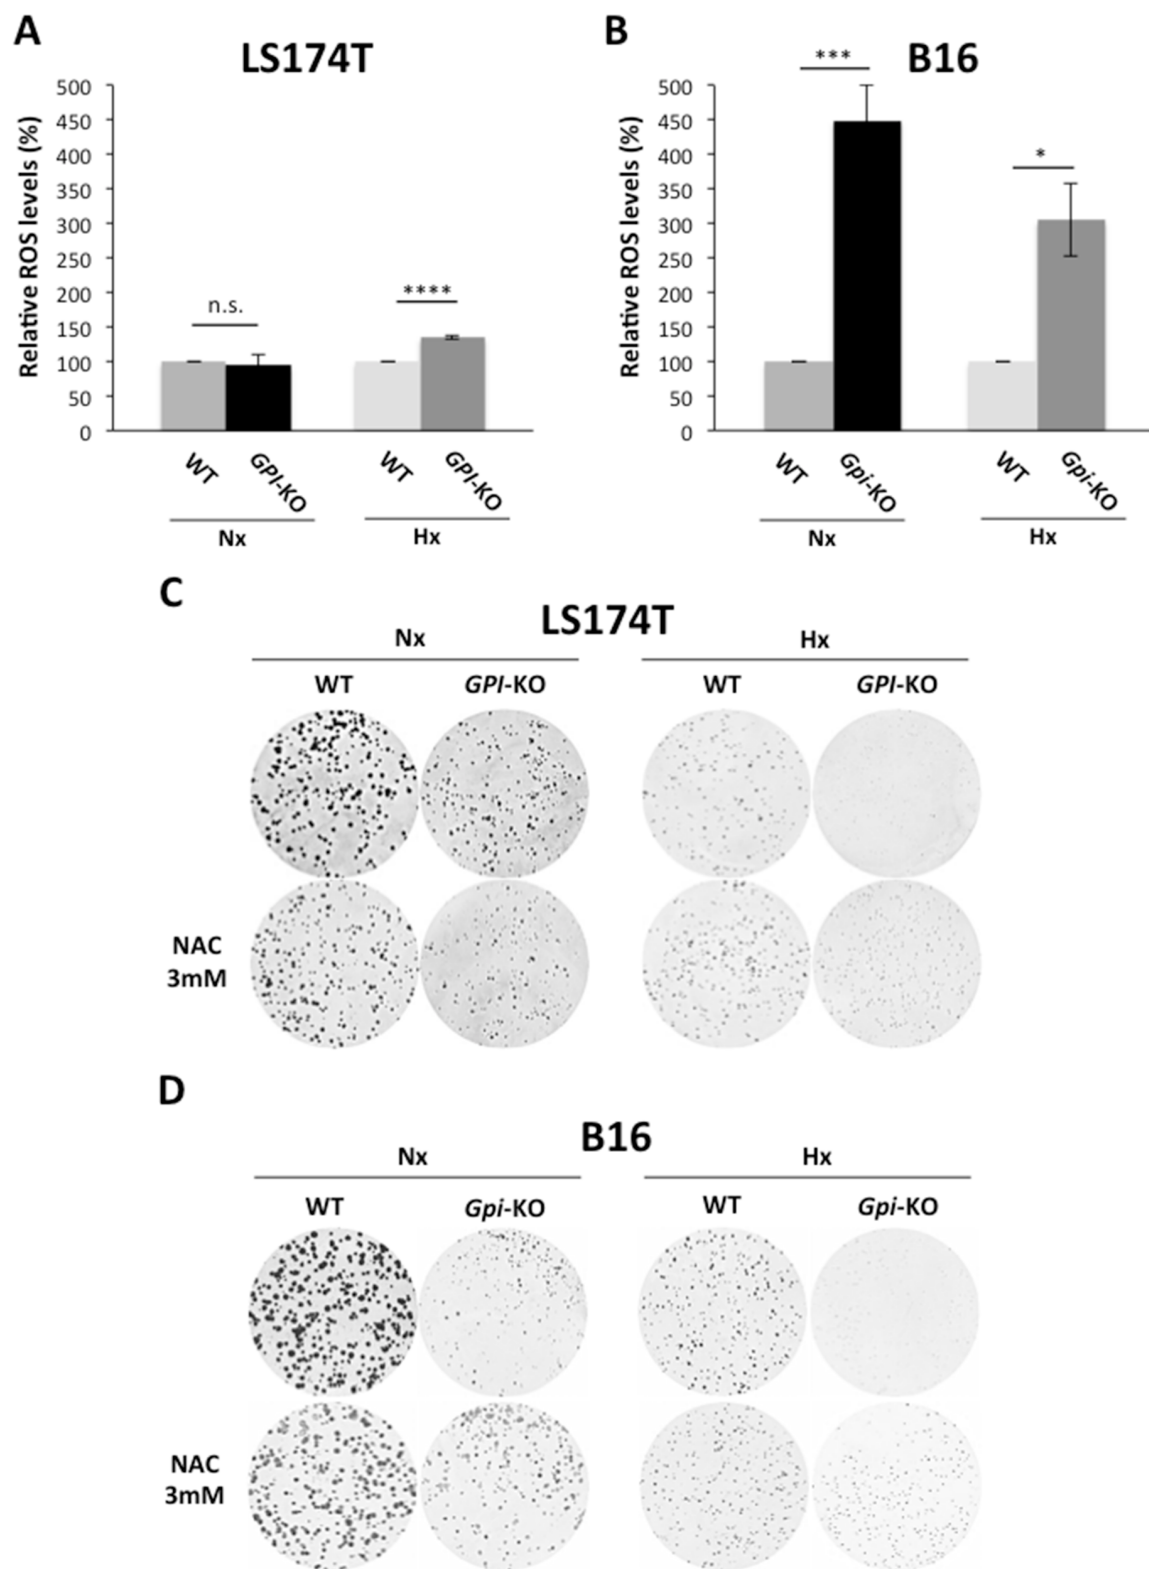 A
LS174T
Relative ROS levels (%)
500
450
400
350
300
250
200
150
100
50
0
n.s.
****
WT
GPI-KO
WT
GPI-KO
Nx
Hx
B
B16
Relative ROS levels (%)
500
450
400
350
300
250
200
150
100
50
0
***
*
WT
Gpi-KO
WT
Gpi-KO
Nx
Hx
C
LS174T
Nx
Hx
WT
GPI-KO
WT
GPI-KO
NAC
3mM
D
B16
Nx
Hx
WT
Gpi-KO
WT
Gpi-KO
NAC
3mM